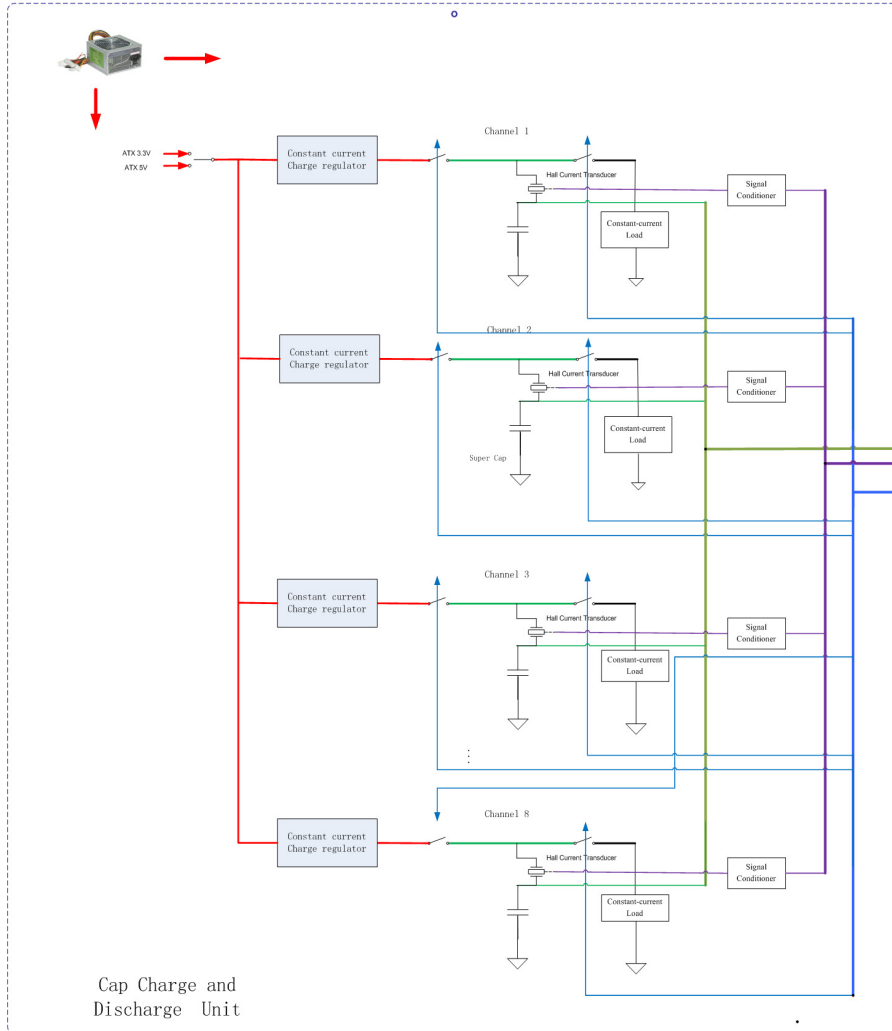 Channel 1
ATX 3.3V
ATX 5V
Constant current
Charge regulator
Hall Current Transducer
Signal
Conditioner
Constant-current
Load
Channel 2
Constant current
Charge regulator
Hall Current Transducer
Signal
Conditioner
Constant-current
Load
Super Cap
Channel 3
Constant current
Charge regulator
Hall Current Transducer
Signal
Conditioner
Constant-current
Load
...
Channel 8
Constant current
Charge regulator
Hall Current Transducer
Signal
Conditioner
Constant-current
Load
Cap Charge and
Discharge Unit